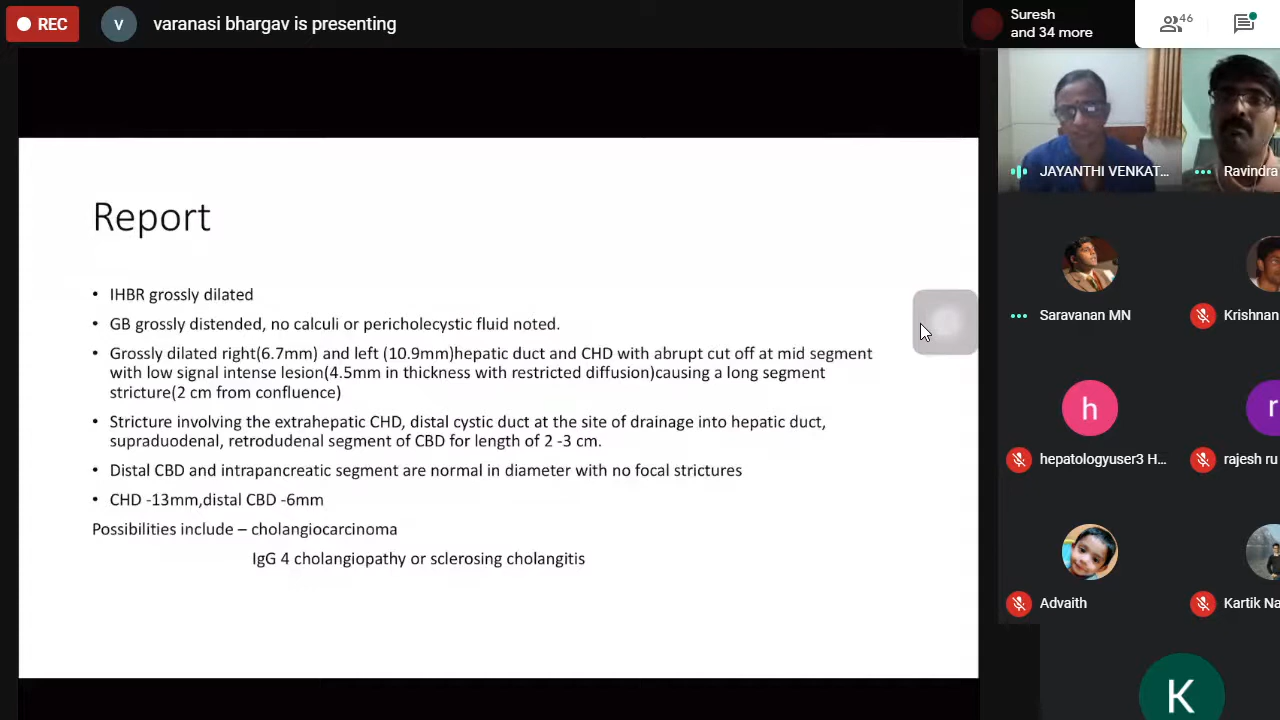 REC
V
varanasi bhargav is presenting
Suresh
and 34 more
46
Report
• IHBR grossly dilated
• GB grossly distended, no calculi or pericholecystic fluid noted.
• Grossly dilated right(6.7mm) and left (10.9mm)hepatic duct and CHD with abrupt cut off at mid segment
with low signal intense lesion(4.5mm in thickness with restricted diffusion)causing a long segment
stricture(2 cm from confluence)
• Stricture involving the extrahepatic CHD, distal cystic duct at the site of drainage into hepatic duct,
supraduodenal, retrodudenal segment of CBD for length of 2 -3 cm.
• Distal CBD and intrapancreatic segment are normal in diameter with no focal strictures
• CHD -13mm,distal CBD -6mm
Possibilities include – cholangiocarcinoma
IgG 4 cholangiopathy or sclerosing cholangitis
JAYANTHI VENKAT...
Ravindra
Saravanan MN
Krishnan
h
r
hepatologyuser3 H...
rajesh ru
Advaith
Kartik Na
K